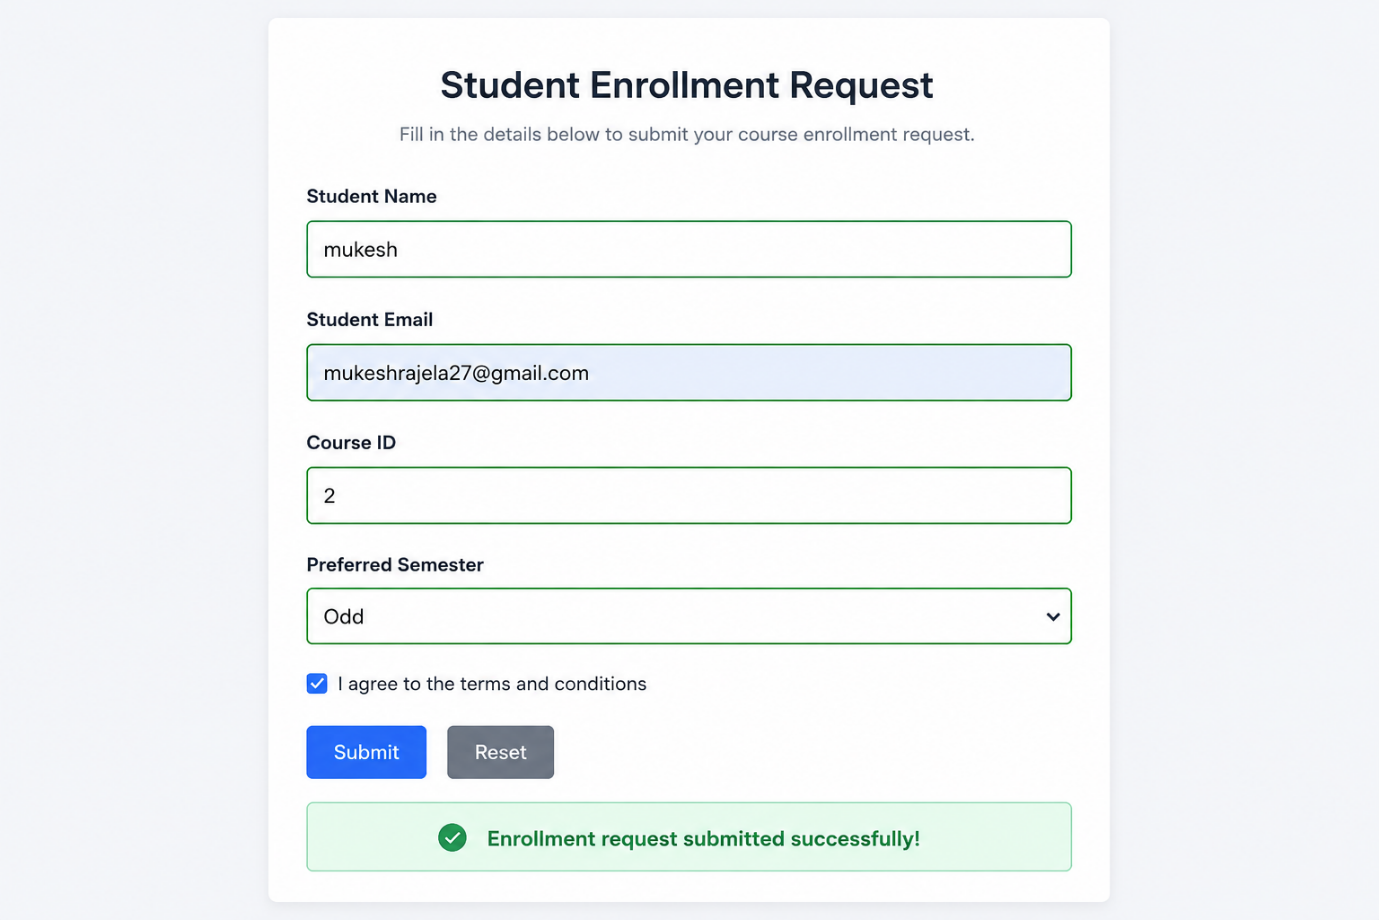 Student Enrollment Request
Fill in the details below to submit your course enrollment request.
Student Name
mukesh
Student Email
mukeshrajela27@gmail.com
Course ID
2
Preferred Semester
Odd
I agree to the terms and conditions
Submit
Reset
Enrollment request submitted successfully!